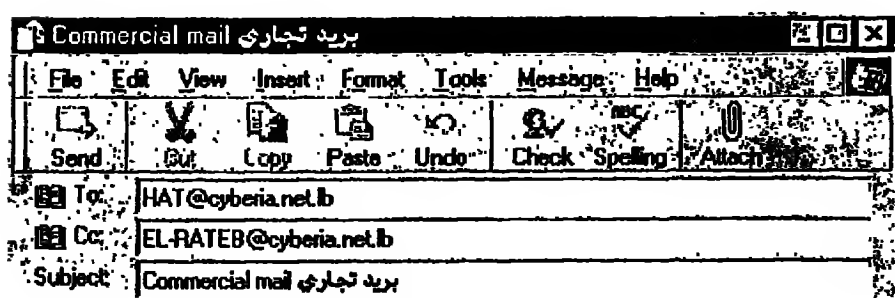 Commercial mail بريد تجاري
File Edit View Insert Format Tools Message Help
Send Cut Copy Paste Undo Check Spelling Attach
To: HAT@cyberia.net.lb
Cc: EL-RATEB@cyberia.net.lb
Subject: Commercial mail بريد تجاري